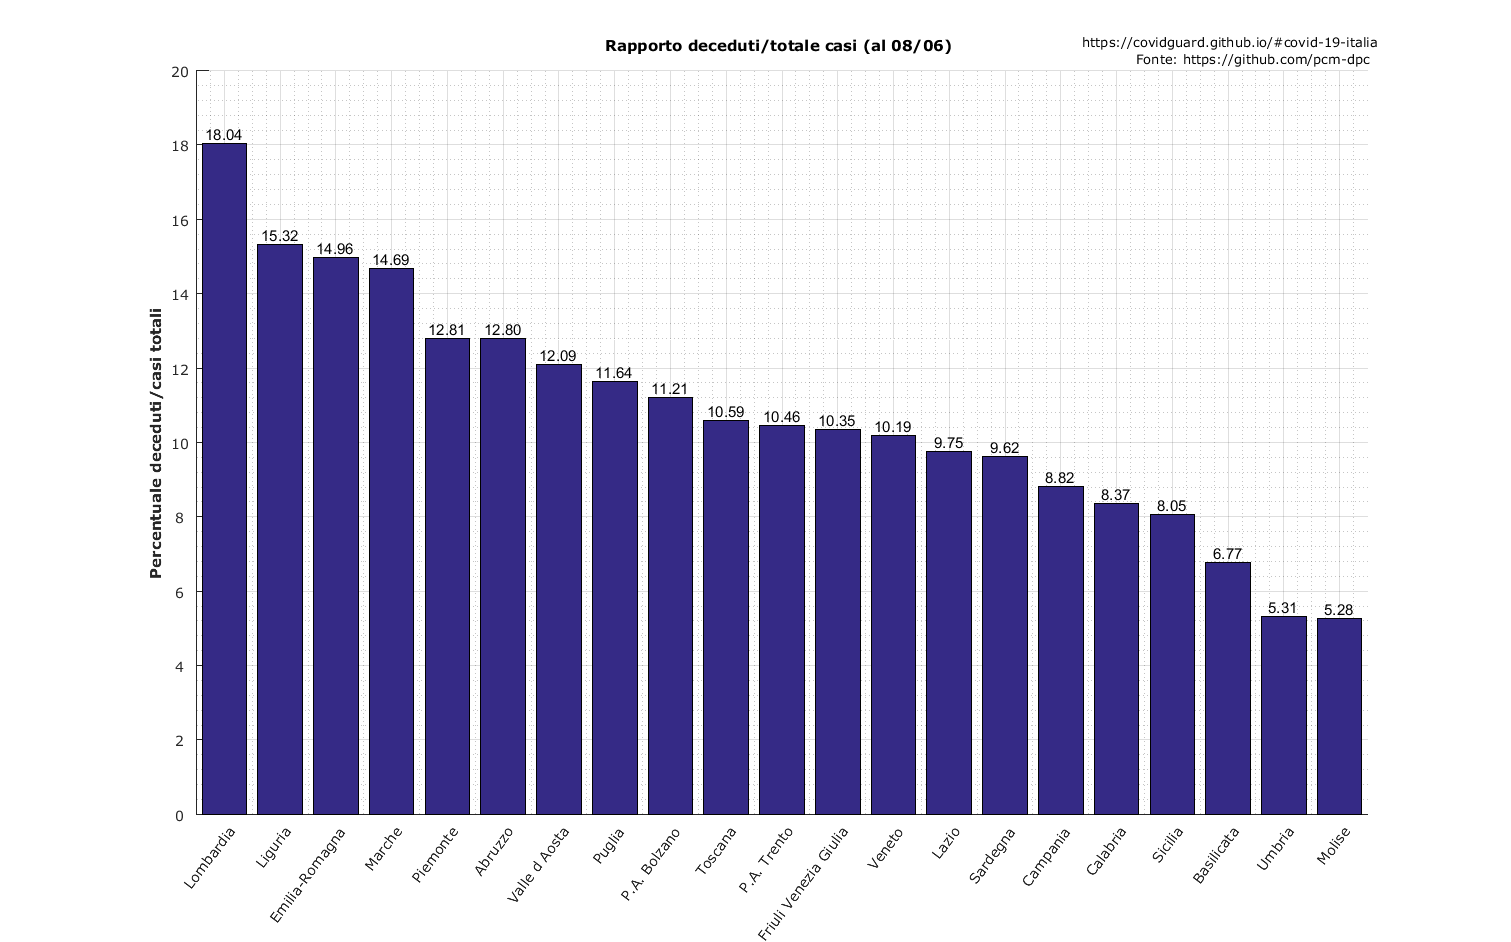 Rapporto deceduti/totale casi (al 08/06)
https://covidguard.github.io/#covid-19-italia
Fonte: https://github.com/pcm-dpc
Percentuale deceduti/casi totali
20
18
16
14
12
10
8
6
4
2
0
18.04
15.32
14.96
14.69
12.81
12.80
12.09
11.64
11.21
10.59
10.46
10.35
10.19
9.75
9.62
8.82
8.37
8.05
6.77
5.31
5.28
Lombardia
Liguria
Emilia-Romagna
Marche
Piemonte
Abruzzo
Valle d Aosta
Puglia
P.A. Bolzano
Toscana
P.A. Trento
Friuli Venezia Giulia
Veneto
Lazio
Sardegna
Campania
Calabria
Sicilia
Basilicata
Umbria
Molise